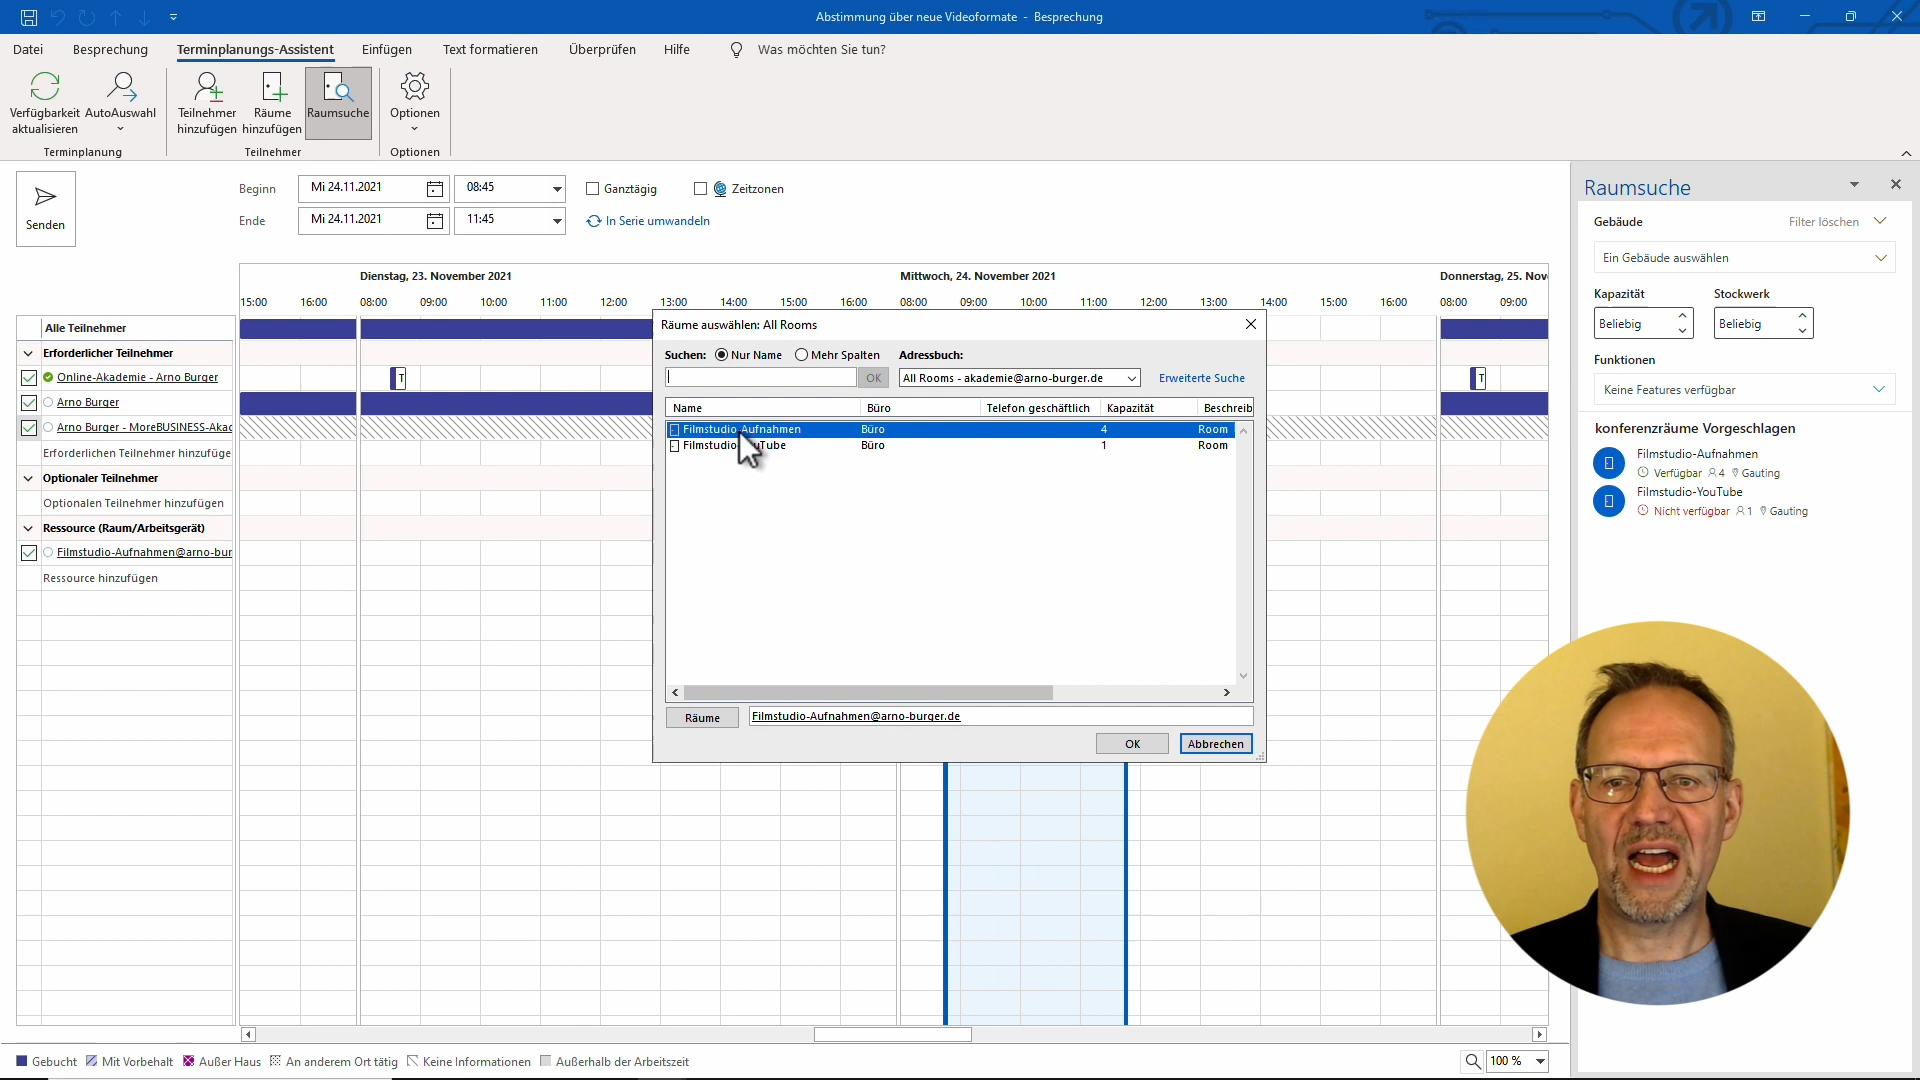 Abstimmung über neue Videoformate - Besprechung
Datei Besprechung Terminplanungs-Assistent Einfügen Text formatieren Überprüfen Hilfe Was möchten Sie tun?
Verfügbarkeit aktualisieren
AutoAuswahl
Teilnehmer hinzufügen
Räume hinzufügen
Raumsuche
Optionen
Terminplanung Teilnehmer Optionen
Senden
Beginn Mi 24.11.2021 08:45 Ganztägig Zeitzonen
Ende Mi 24.11.2021 11:45 In Serie umwandeln
Dienstag, 23. November 2021 Mittwoch, 24. November 2021 Donnerstag, 25. Nov
15:00 16:00 08:00 09:00 10:00 11:00 12:00 13:00 14:00 15:00 16:00 08:00 09:00 10:00 11:00 12:00 13:00 14:00 15:00 16:00 08:00 09:00
Alle Teilnehmer
Erforderlicher Teilnehmer
Online-Akademie - Arno Burger
T
T
Arno Burger
Arno Burger - MoreBUSINESS-Akad
Erforderlichen Teilnehmer hinzufüge
Optionaler Teilnehmer
Optionalen Teilnehmer hinzufügen
Ressource (Raum/Arbeitsgerät)
Filmstudio-Aufnahmen@arno-bur
Ressource hinzufügen
Räume auswählen: All Rooms
Suchen: Nur Name Mehr Spalten Adressbuch:
OK All Rooms - akademie@arno-burger.de Erweiterte Suche
Name Büro Telefon geschäftlich Kapazität Beschreib
Filmstudio-Aufnahmen Büro 4 Room
Filmstudio uTube Büro 1 Room
Räume Filmstudio-Aufnahmen@arno-burger.de
OK Abbrechen
Raumsuche
Gebäude Filter löschen
Ein Gebäude auswählen
Kapazität Stockwerk
Beliebig Beliebig
Funktionen
Keine Features verfügbar
konferenzräume Vorgeschlagen
Filmstudio-Aufnahmen
Verfügbar 4 Gauting
Filmstudio-YouTube
Nicht verfügbar 1 Gauting
Gebucht Mit Vorbehalt Außer Haus An anderem Ort tätig Keine Informationen Außerhalb der Arbeitszeit
100 %